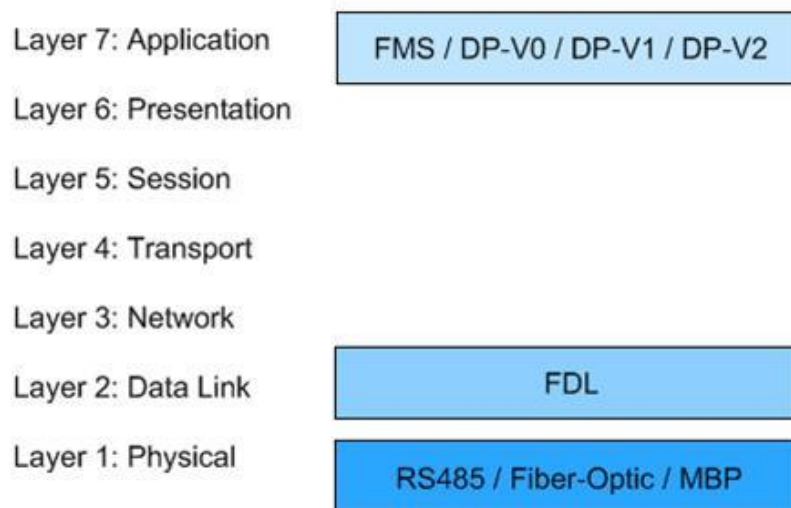 Layer 7: Application
FMS / DP-V0 / DP-V1 / DP-V2
Layer 6: Presentation
Layer 5: Session
Layer 4: Transport
Layer 3: Network
Layer 2: Data Link
FDL
Layer 1: Physical
RS485 / Fiber-Optic / MBP